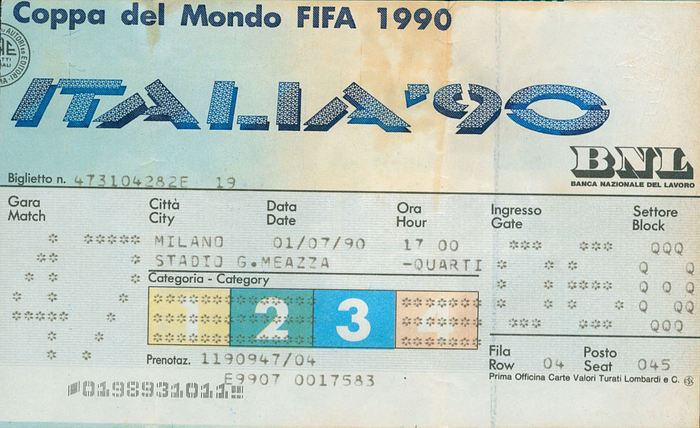 Coppa del Mondo FIFA 1990
ITALIA '90
BNL
BANCA NAZIONALE DEL LAVORO
Biglietto n. 473104282E 19
Gara
Match
Città
City
Data
Date
Ora
Hour
Ingresso
Gate
Settore
Block
MILANO 01/07/90 17 00
STADIO G.MEAZZA -QUARTI
Categoria - Category
1 2 3 4
Prenotaz. 1190947/04
E9907 0017583
Fila
Row 04
Posto
Seat 045
Prima Officina Carte Valori Turati Lombardi e C.
0198931011